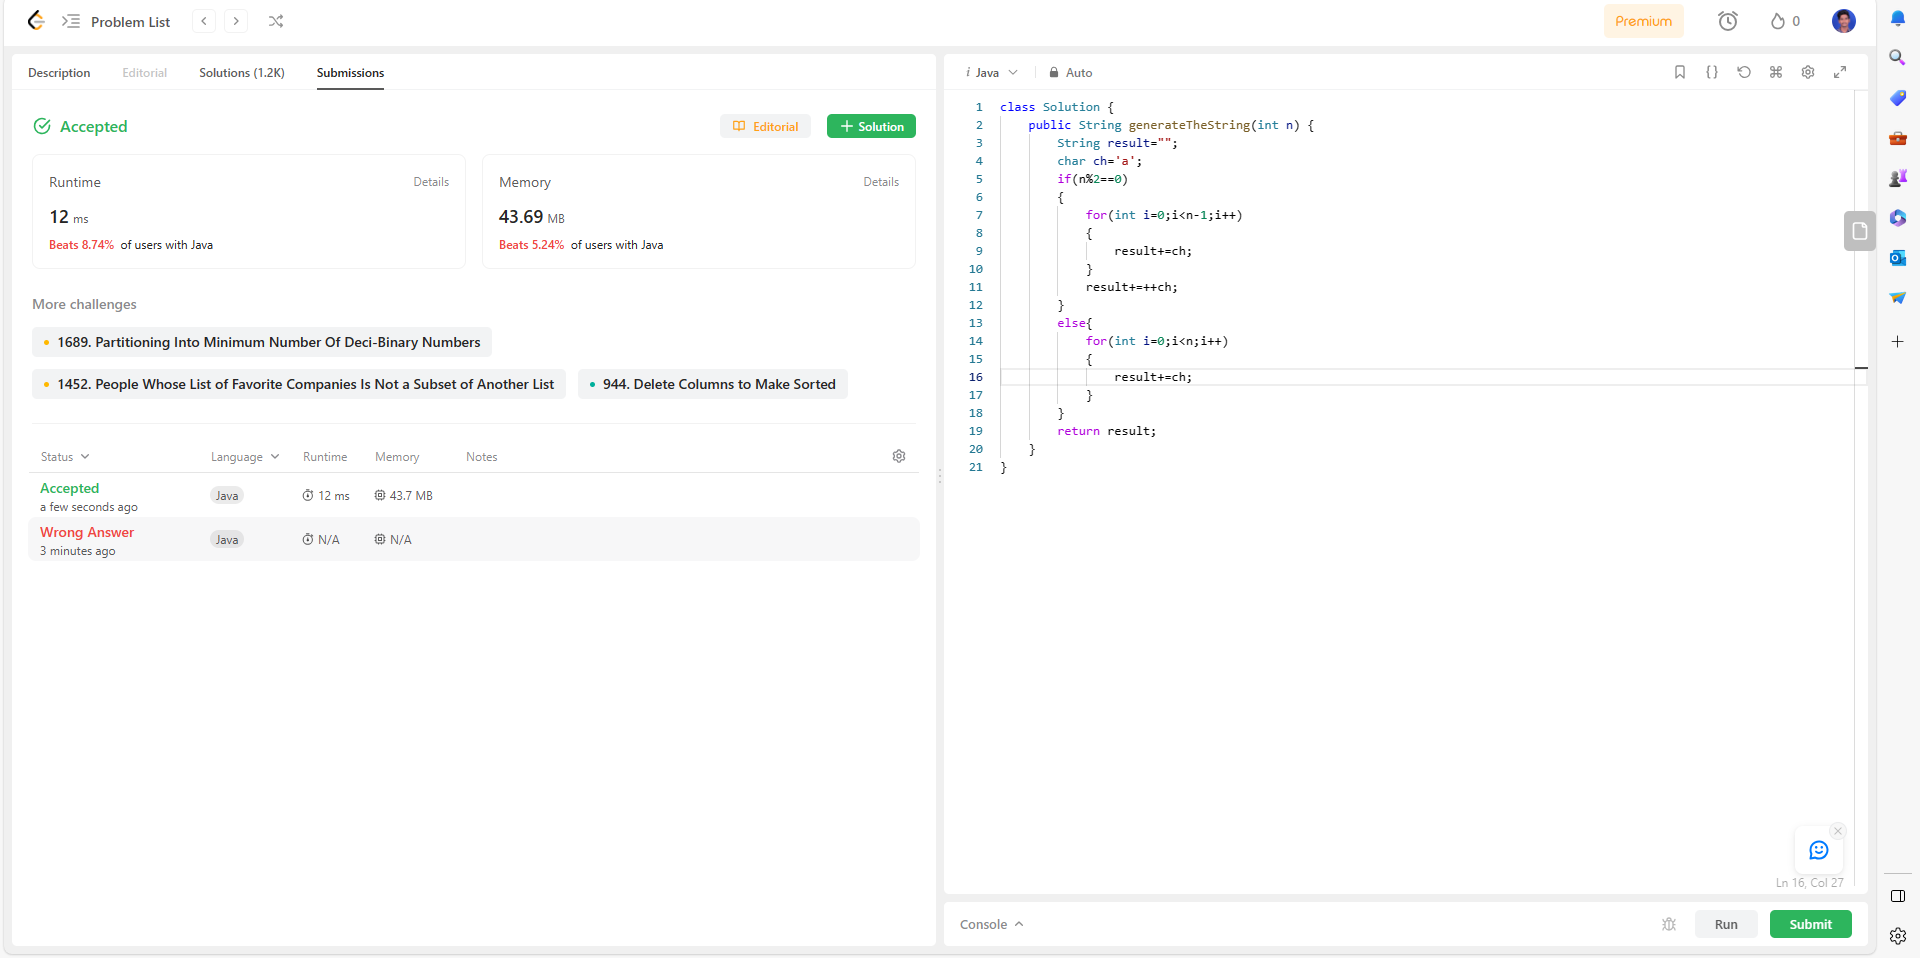 Problem List
Premium
0
Description Editorial Solutions (1.2K) Submissions
Accepted
Editorial
Solution
Runtime Details
12 ms
Beats 8.74% of users with Java
Memory Details
43.69 MB
Beats 5.24% of users with Java
More challenges
1689. Partitioning Into Minimum Number Of Deci-Binary Numbers
1452. People Whose List of Favorite Companies Is Not a Subset of Another List
944. Delete Columns to Make Sorted
Status Language Runtime Memory Notes
Accepted
a few seconds ago
Java 12 ms 43.7 MB
Wrong Answer
3 minutes ago
Java N/A N/A
i Java Auto
1 class Solution {
2 public String generateTheString(int n) {
3 String result="";
4 char ch='a';
5 if(n%2==0)
6 {
7 for(int i=0;i<n-1;i++)
8 {
9 result+=ch;
10 }
11 result+=++ch;
12 }
13 else{
14 for(int i=0;i<n;i++)
15 {
16 result+=ch;
17 }
18 }
19 return result;
20 }
21 }
Ln 16, Col 27
Console
Run
Submit